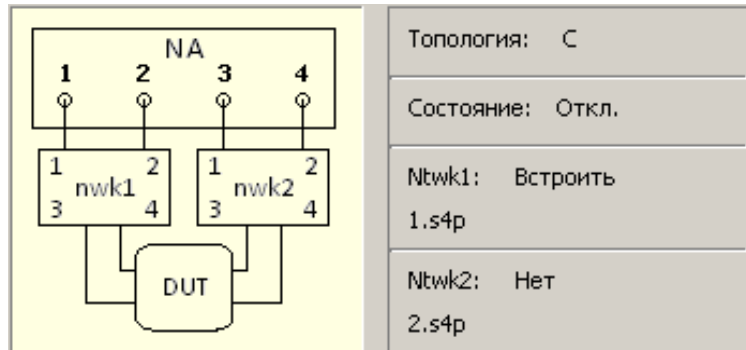 NA
1 2 3 4
1 2 1 2
nwk1 nwk2
3 4 3 4
DUT
Топология: C
Состояние: Откл.
Ntwk1: Встроить
1.s4p
Ntwk2: Нет
2.s4p